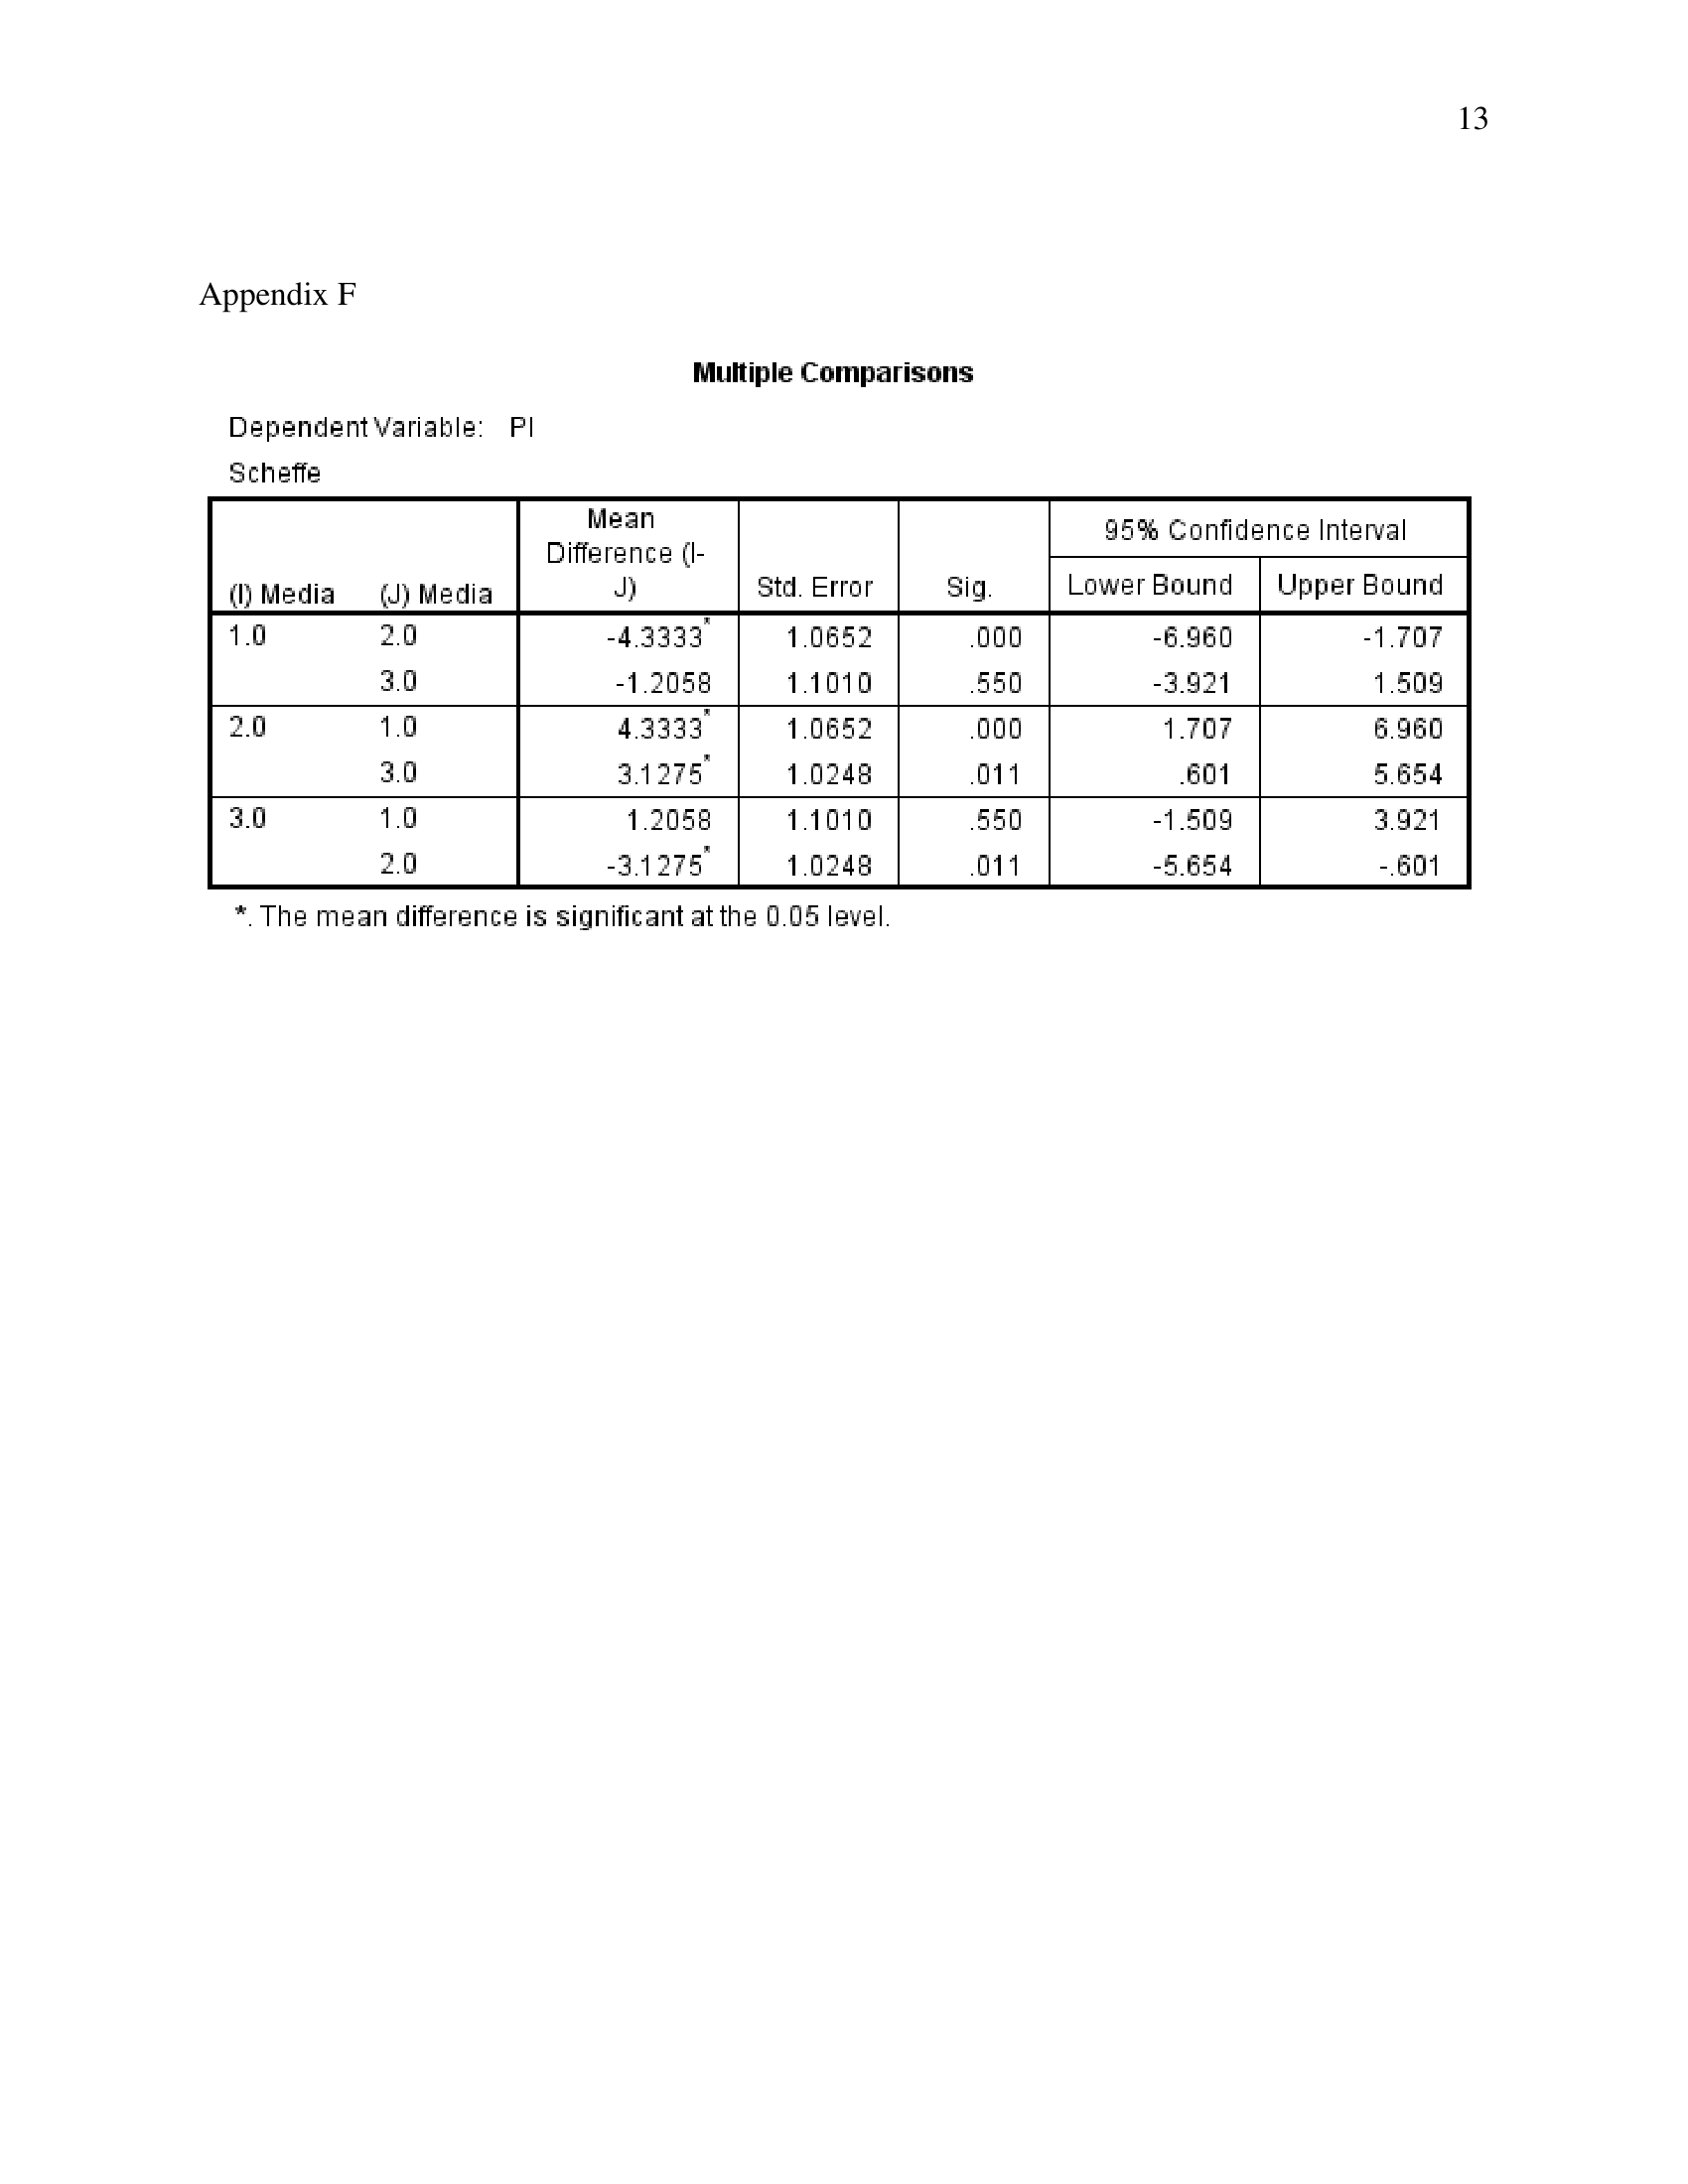 13
Appendix F
Multiple Comparisons
Dependent Variable: PI
Scheffe
(I) Media (J) Media Mean Difference (I-J) Std. Error Sig. 95% Confidence Interval
Lower Bound Upper Bound
1.0 2.0 -4.3333* 1.0652 .000 -6.960 -1.707
3.0 -1.2058 1.1010 .550 -3.921 1.509
2.0 1.0 4.3333* 1.0652 .000 1.707 6.960
3.0 3.1275* 1.0248 .011 .601 5.654
3.0 1.0 1.2058 1.1010 .550 -1.509 3.921
2.0 -3.1275* 1.0248 .011 -5.654 -.601
*. The mean difference is significant at the 0.05 level.